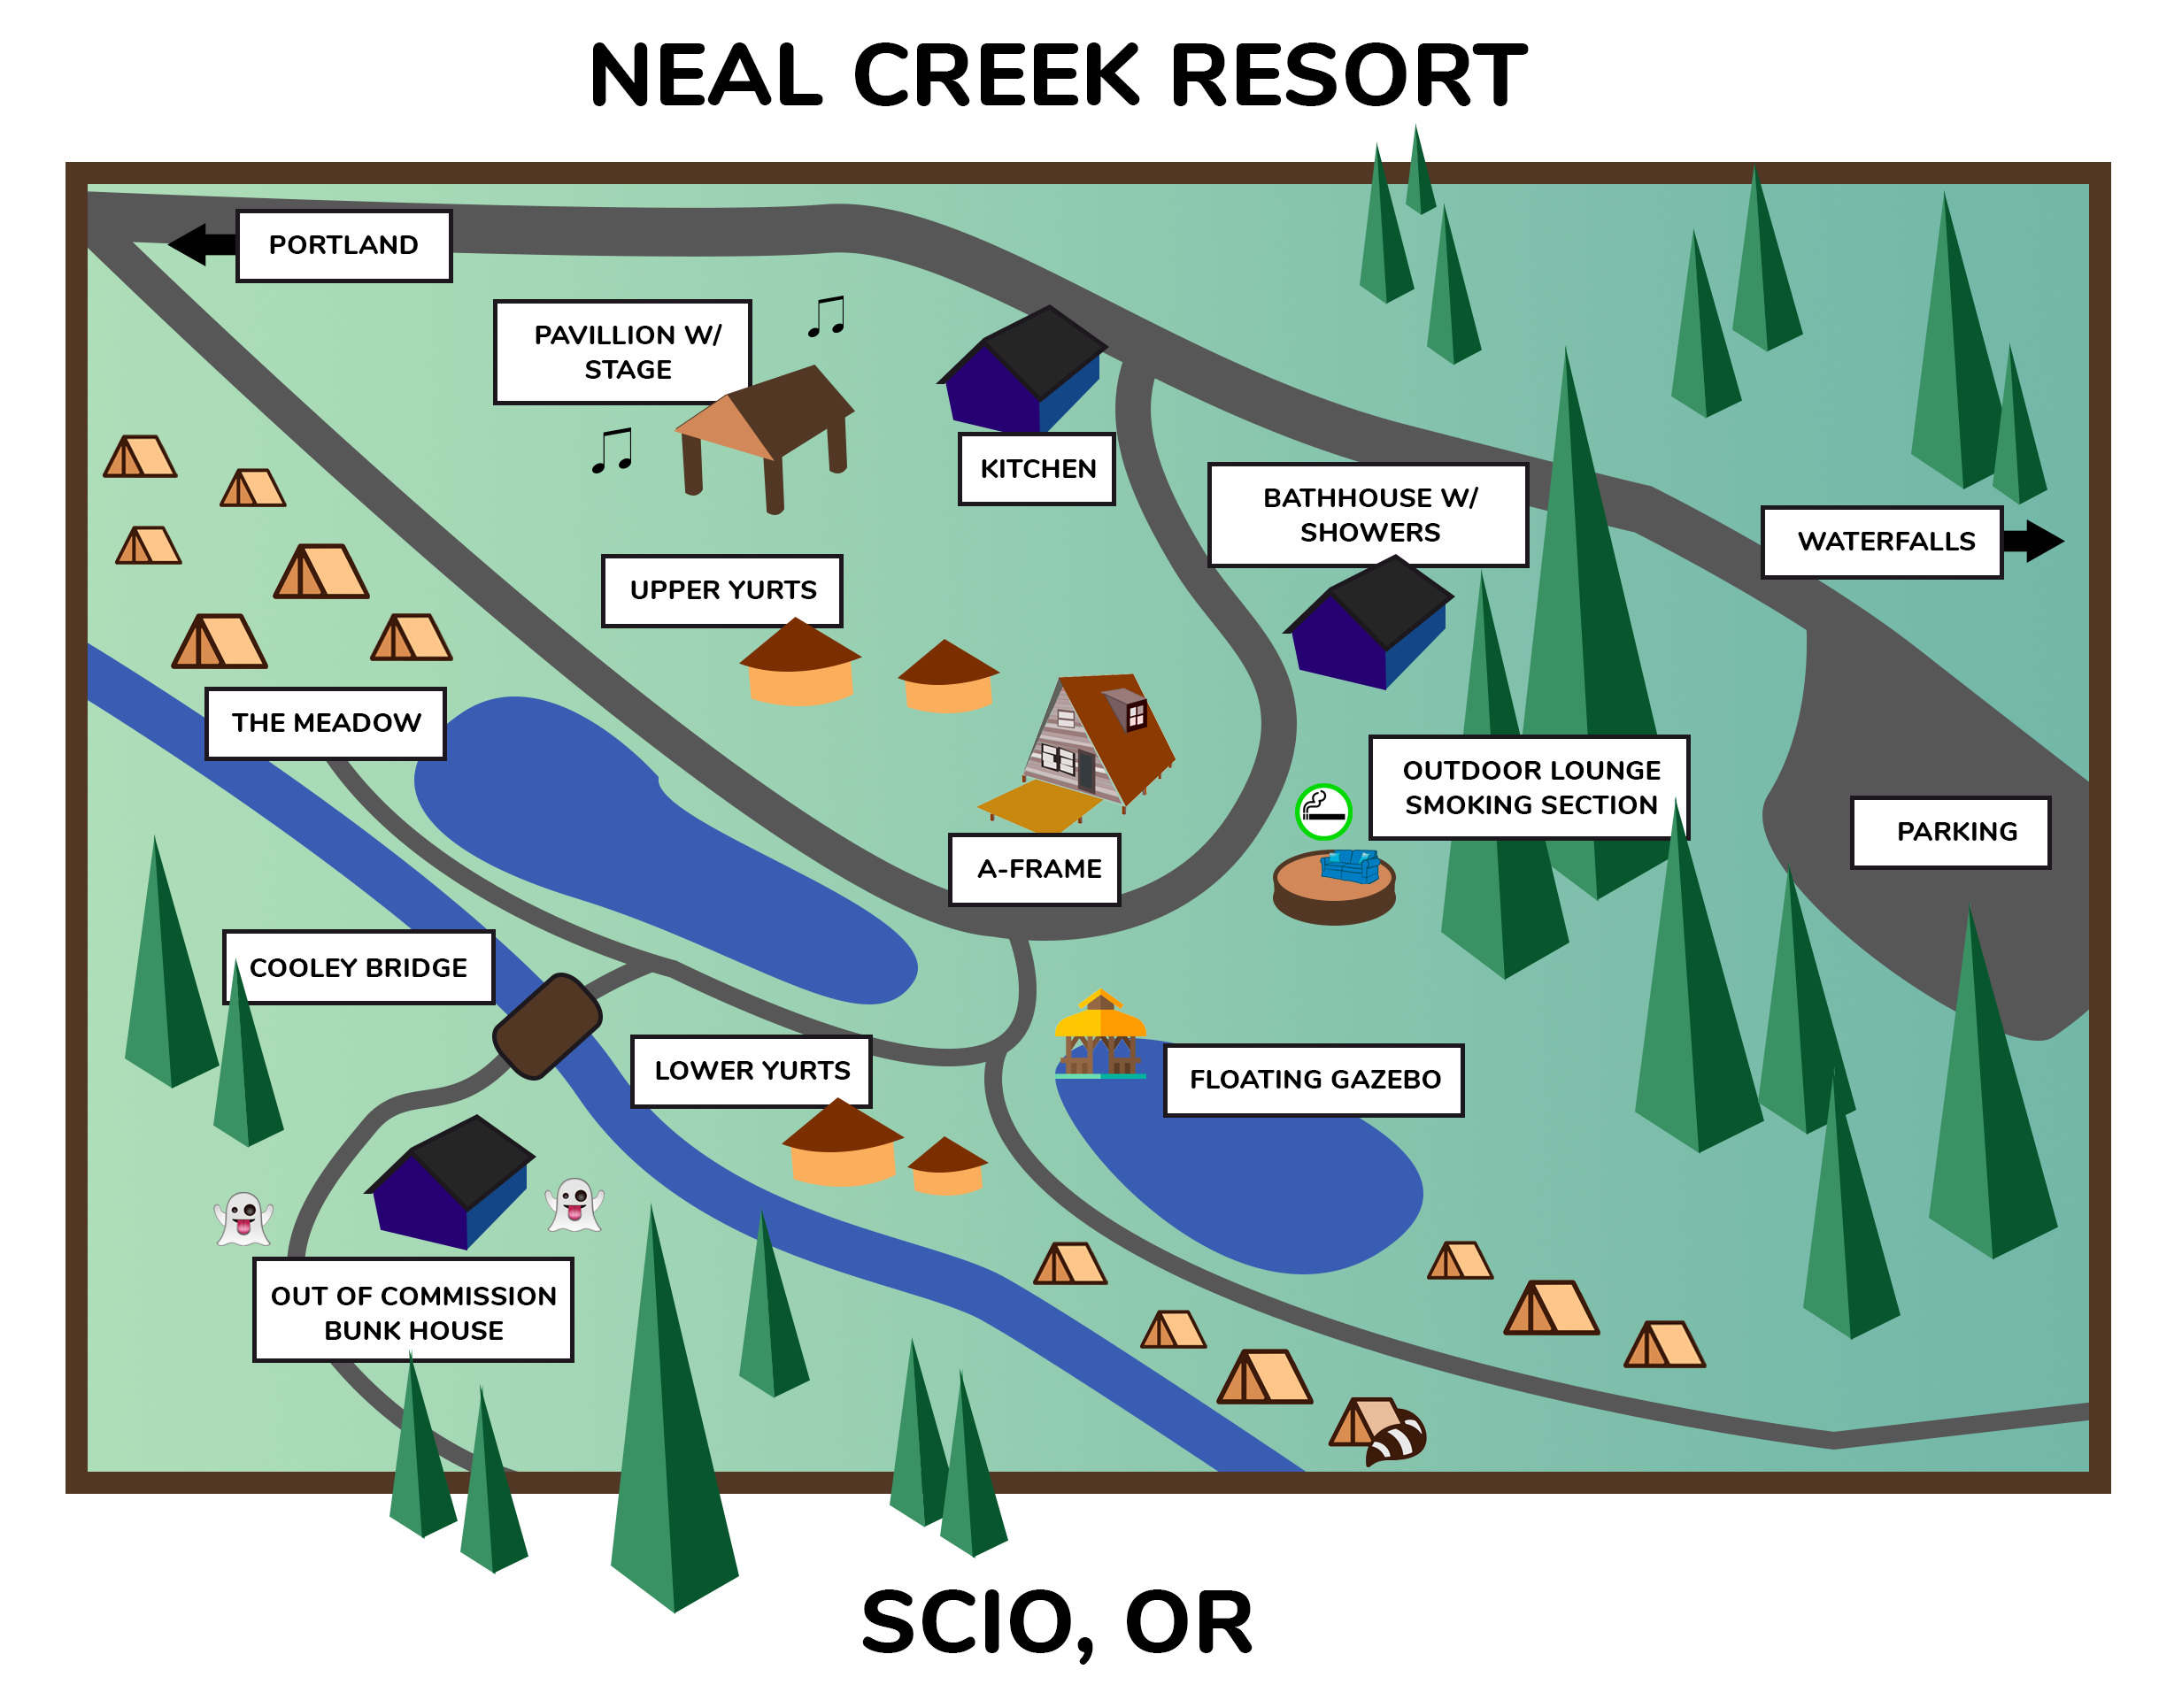 NEAL CREEK RESORT
PORTLAND
PAVILLION W/
STAGE
KITCHEN
BATHHOUSE W/
SHOWERS
WATERFALLS
UPPER YURTS
THE MEADOW
OUTDOOR LOUNGE
SMOKING SECTION
PARKING
A-FRAME
COOLEY BRIDGE
LOWER YURTS
FLOATING GAZEBO
OUT OF COMMISSION
BUNK HOUSE
SCIO, OR